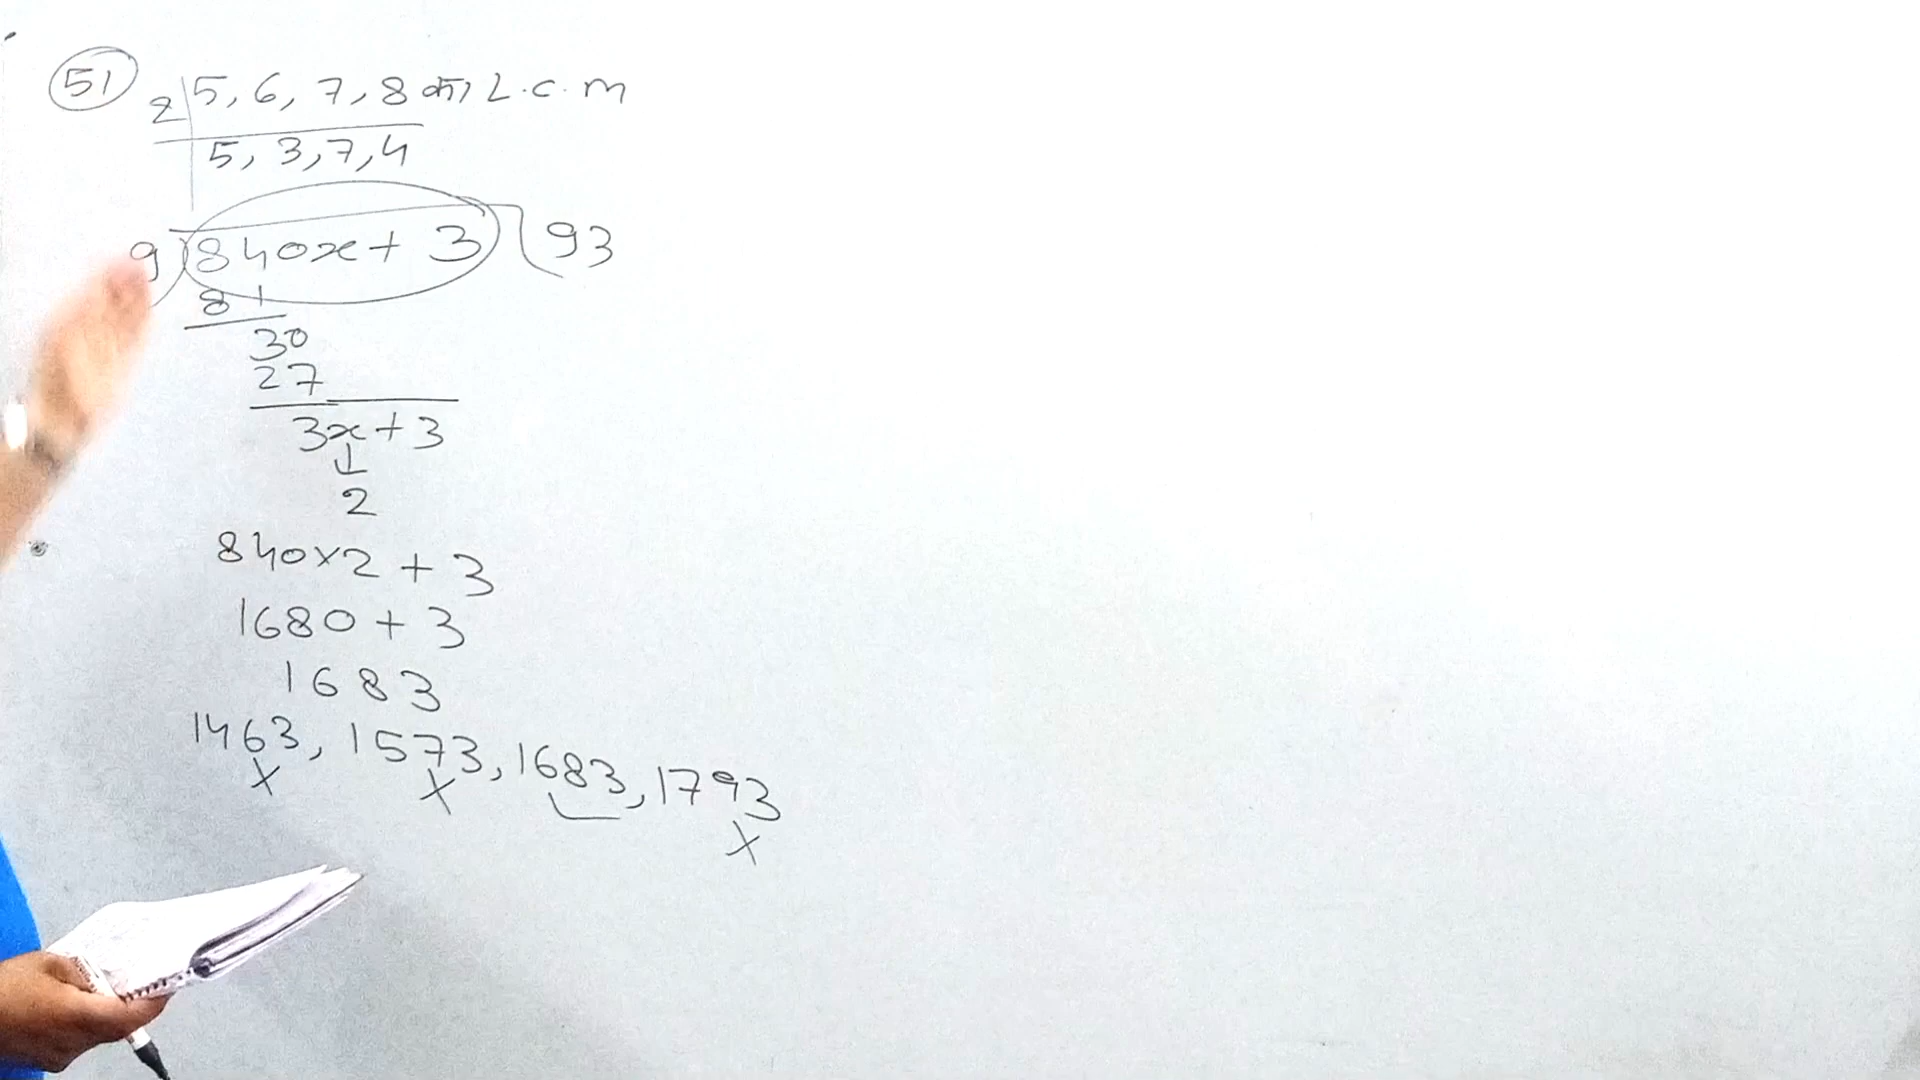 51
2 | 5, 6, 7, 8 का L.C.M
5, 3, 7, 4
9) 840x + 3 ( 93
81
30
27
3x + 3
↓
2
840×2 + 3
1680 + 3
1683
1463, 1573, 1683, 1793
X X X